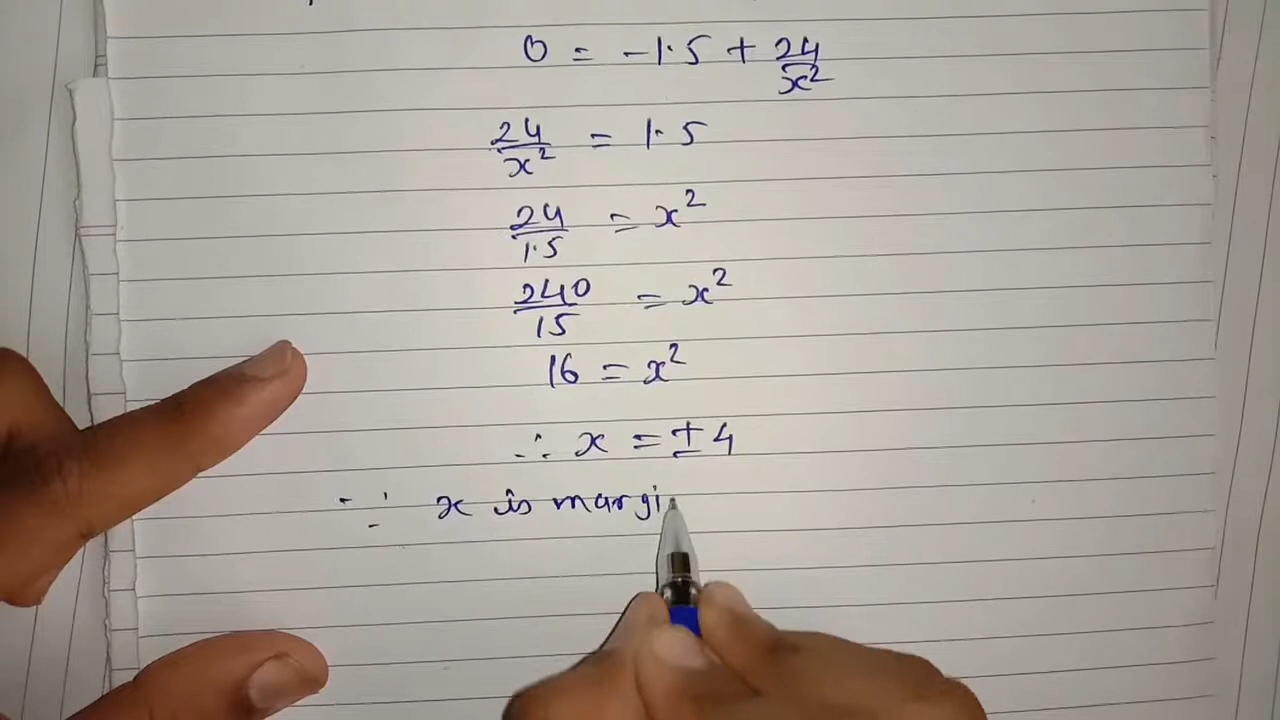 0 = -1.5 + 24/x²
24/x² = 1.5
24/1.5 = x²
240/15 = x²
16 = x²
∴ x = ±4
∵ x is margi